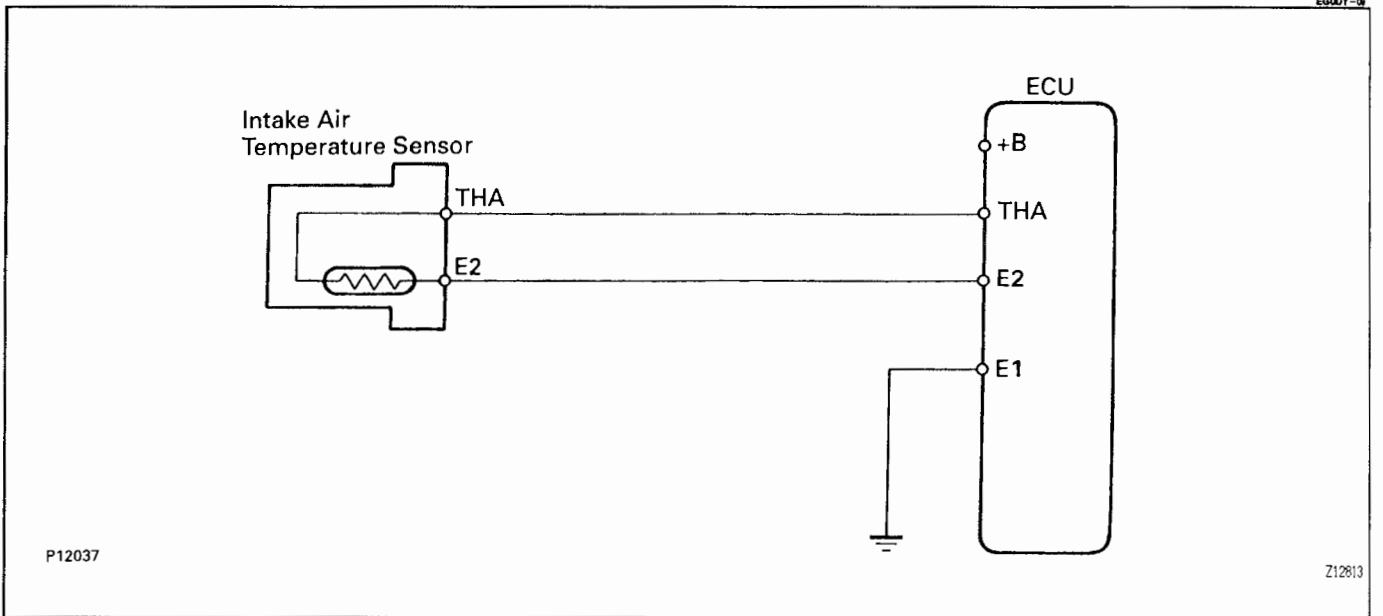 ECU
Intake Air
Temperature Sensor
+B
THA
THA
E2
E2
E1
P12037
Z12813